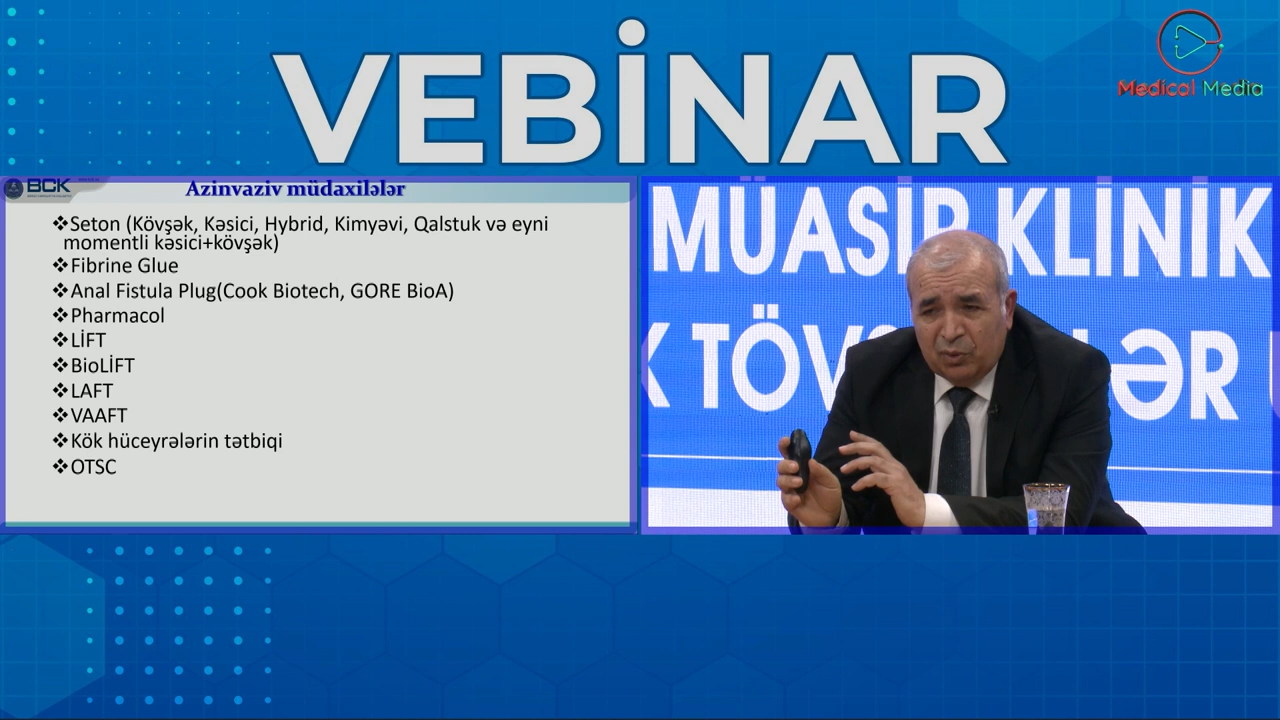 VEBİNAR
Medical Media
BCK
Azinvaziv müdaxilələr
❖Seton (Kövşək, Kəsici, Hybrid, Kimyəvi, Qalstuk və eyni
momentli kəsici+kövşək)
❖Fibrine Glue
❖Anal Fistula Plug(Cook Biotech, GORE BioA)
❖Pharmacol
❖LİFT
❖BioLİFT
❖LAFT
❖VAAFT
❖Kök hüceyrələrin tətbiqi
❖OTSC
MÜASİR KLİNİK